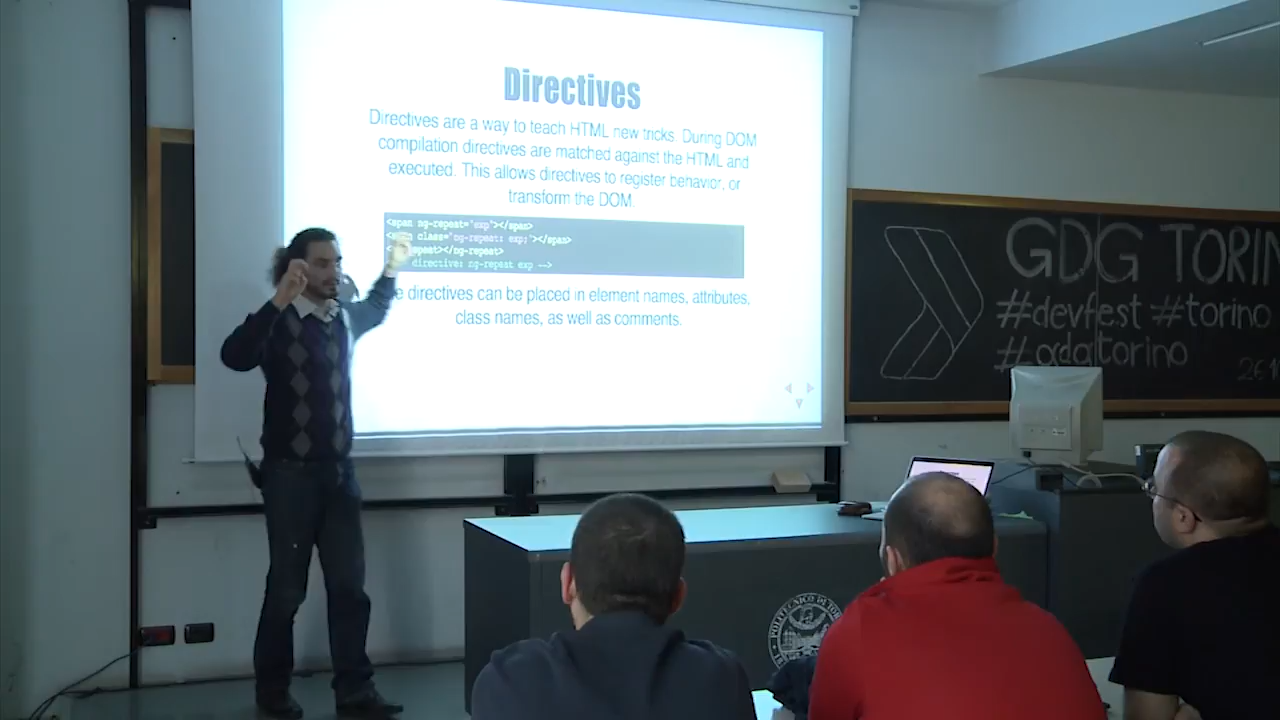 Directives
Directives are a way to teach HTML new tricks. During DOM
compilation directives are matched against the HTML and
executed. This allows directives to register behavior, or
transform the DOM.
<span ng-repeat="exp"></span>
class="ng-repeat: exp;"></span>
></ng-repeat>
directive: ng-repeat exp -->
directives can be placed in element names, attributes,
class names, as well as comments.
GDG TORIN
#devfest #torino
#gdgtorino
POLITECNICO DI